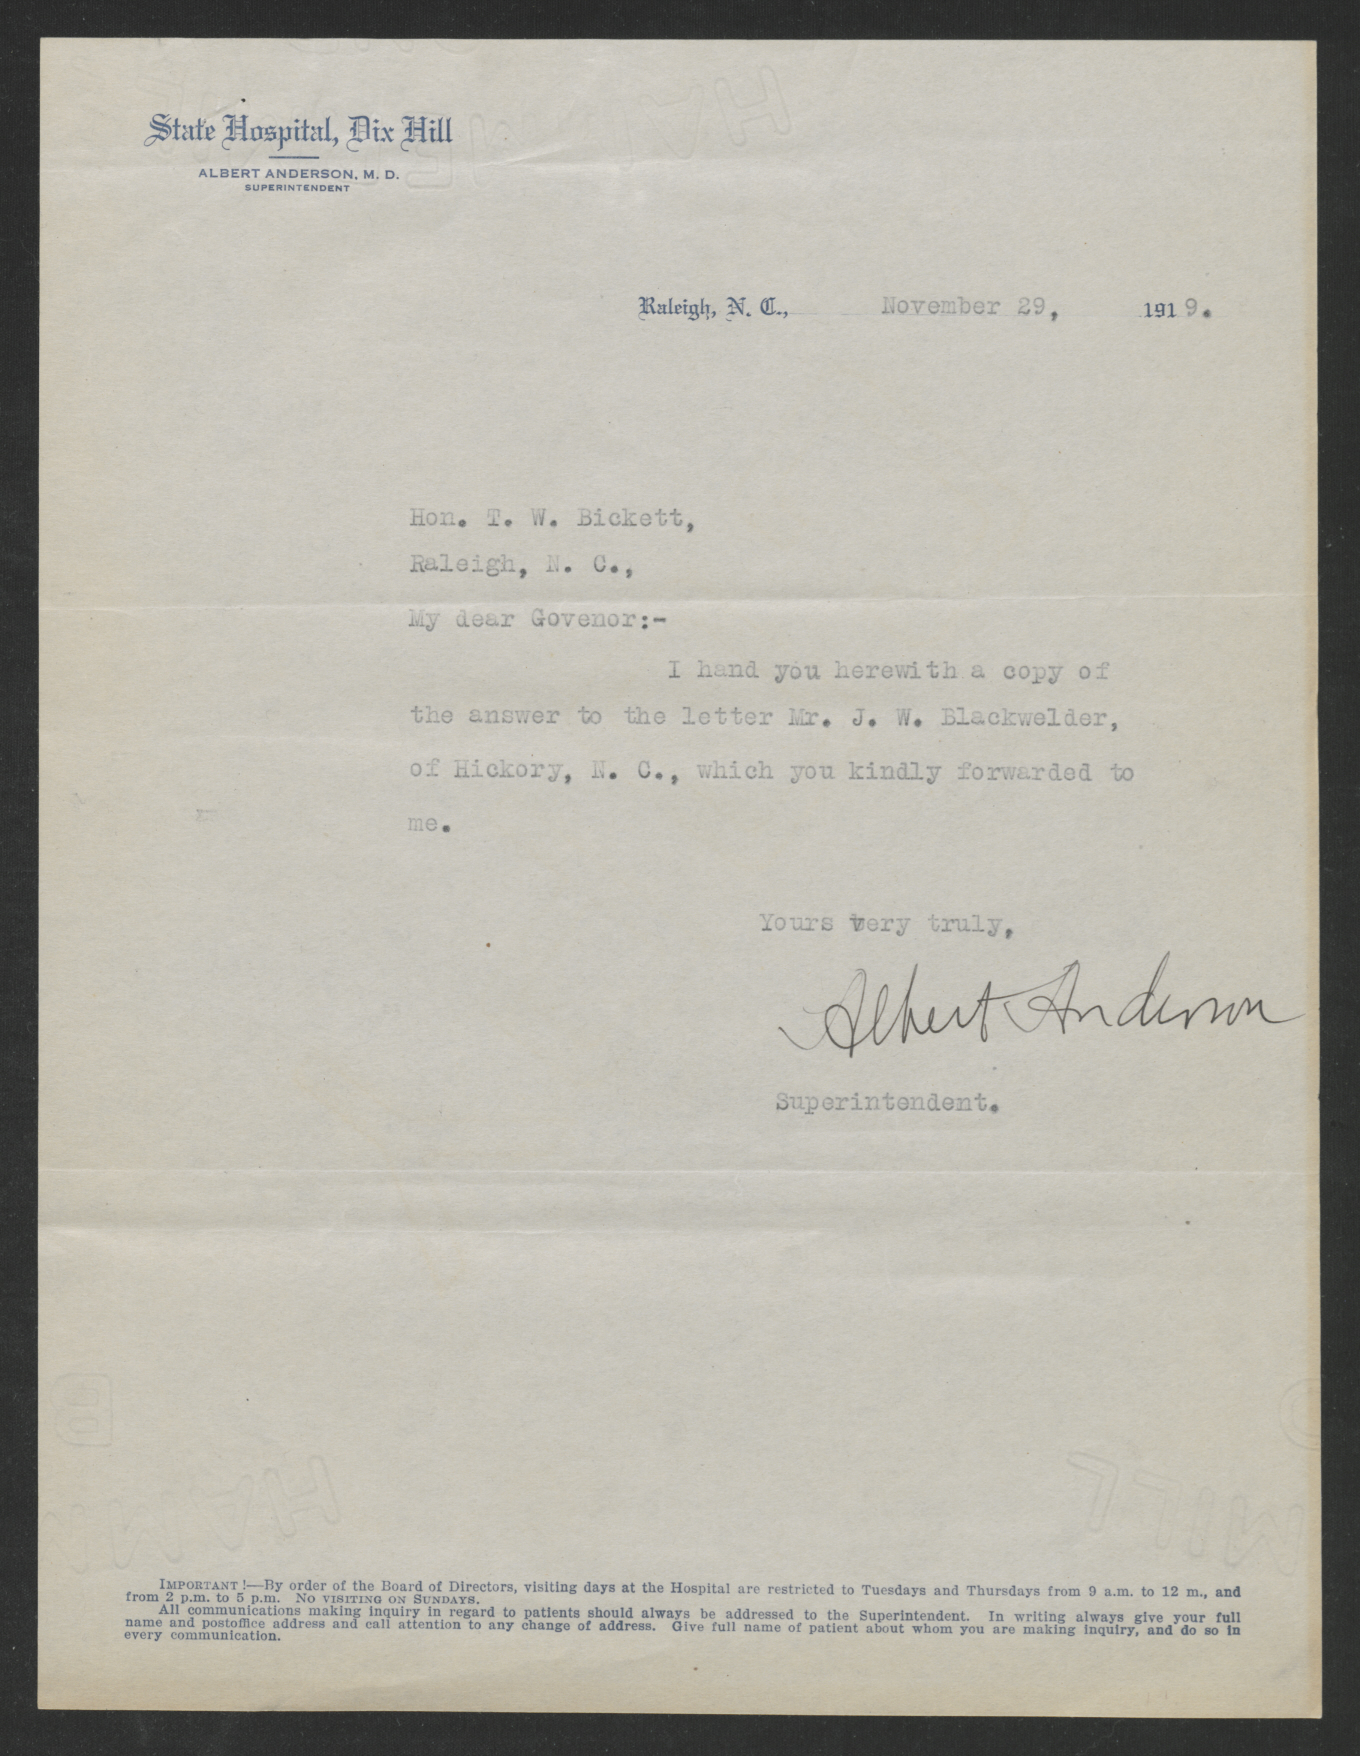 State Hospital, Dix Hill
ALBERT ANDERSON, M. D.
SUPERINTENDENT
Raleigh, N. C., November 29, 1919.
Hon. T. W. Bickett,
Raleigh, N. C.,
My dear Govenor:-
I hand you herewith a copy of
the answer to the letter Mr. J. W. Blackwelder,
of Hickory, N. C., which you kindly forwarded to
me.
Yours very truly,
Albert Anderson
Superintendent.
IMPORTANT!—By order of the Board of Directors, visiting days at the Hospital are restricted to Tuesdays and Thursdays from 9 a.m. to 12 m., and
from 2 p.m. to 5 p.m. NO VISITING ON SUNDAYS.
All communications making inquiry in regard to patients should always be addressed to the Superintendent. In writing always give your full
name and postoffice address and call attention to any change of address. Give full name of patient about whom you are making inquiry, and do so in
every communication.